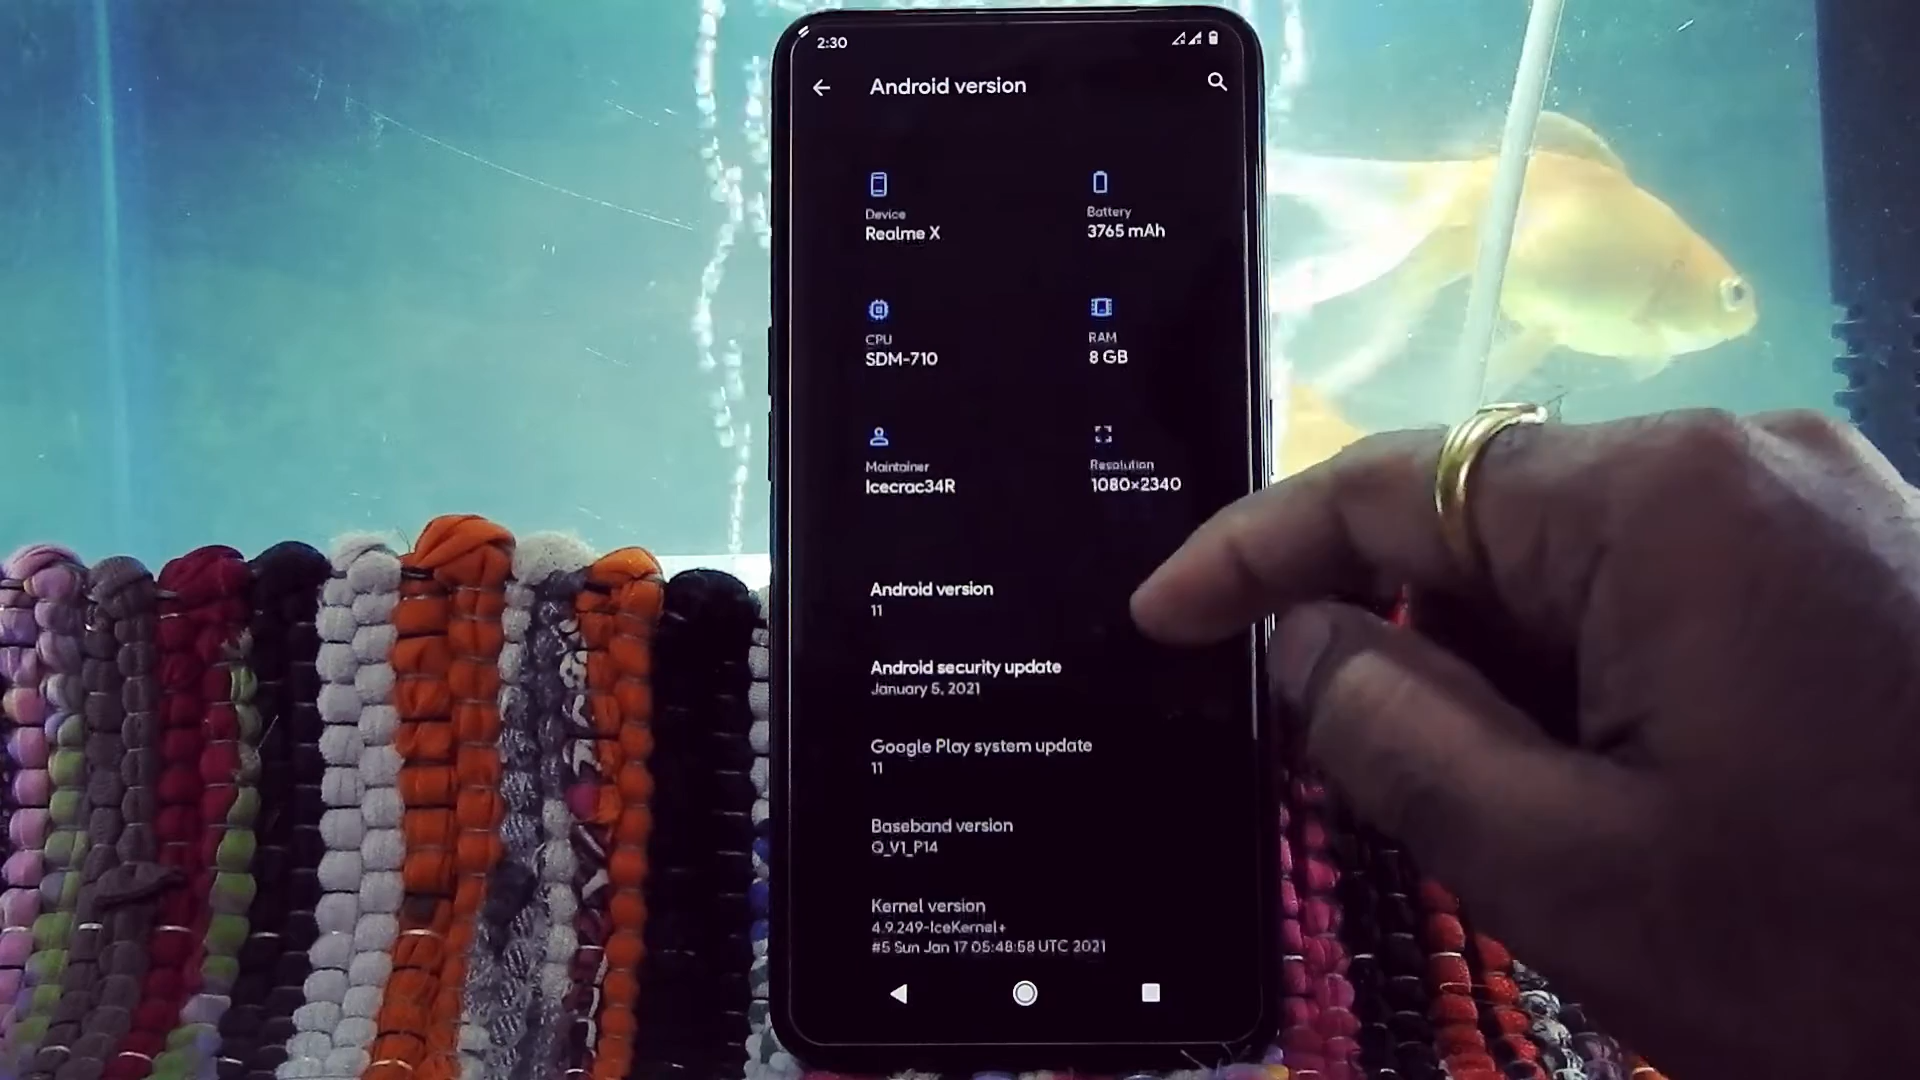 2:30
Android version
Device
Realme X
Battery
3765 mAh
CPU
SDM-710
RAM
8 GB
Maintainer
Icecrac34R
Resolution
1080×2340
Android version
11
Android security update
January 5, 2021
Google Play system update
11
Baseband version
Q_V1_P14
Kernel version
4.9.249-IceKernel+
#5 Sun Jan 17 05:48:58 UTC 2021